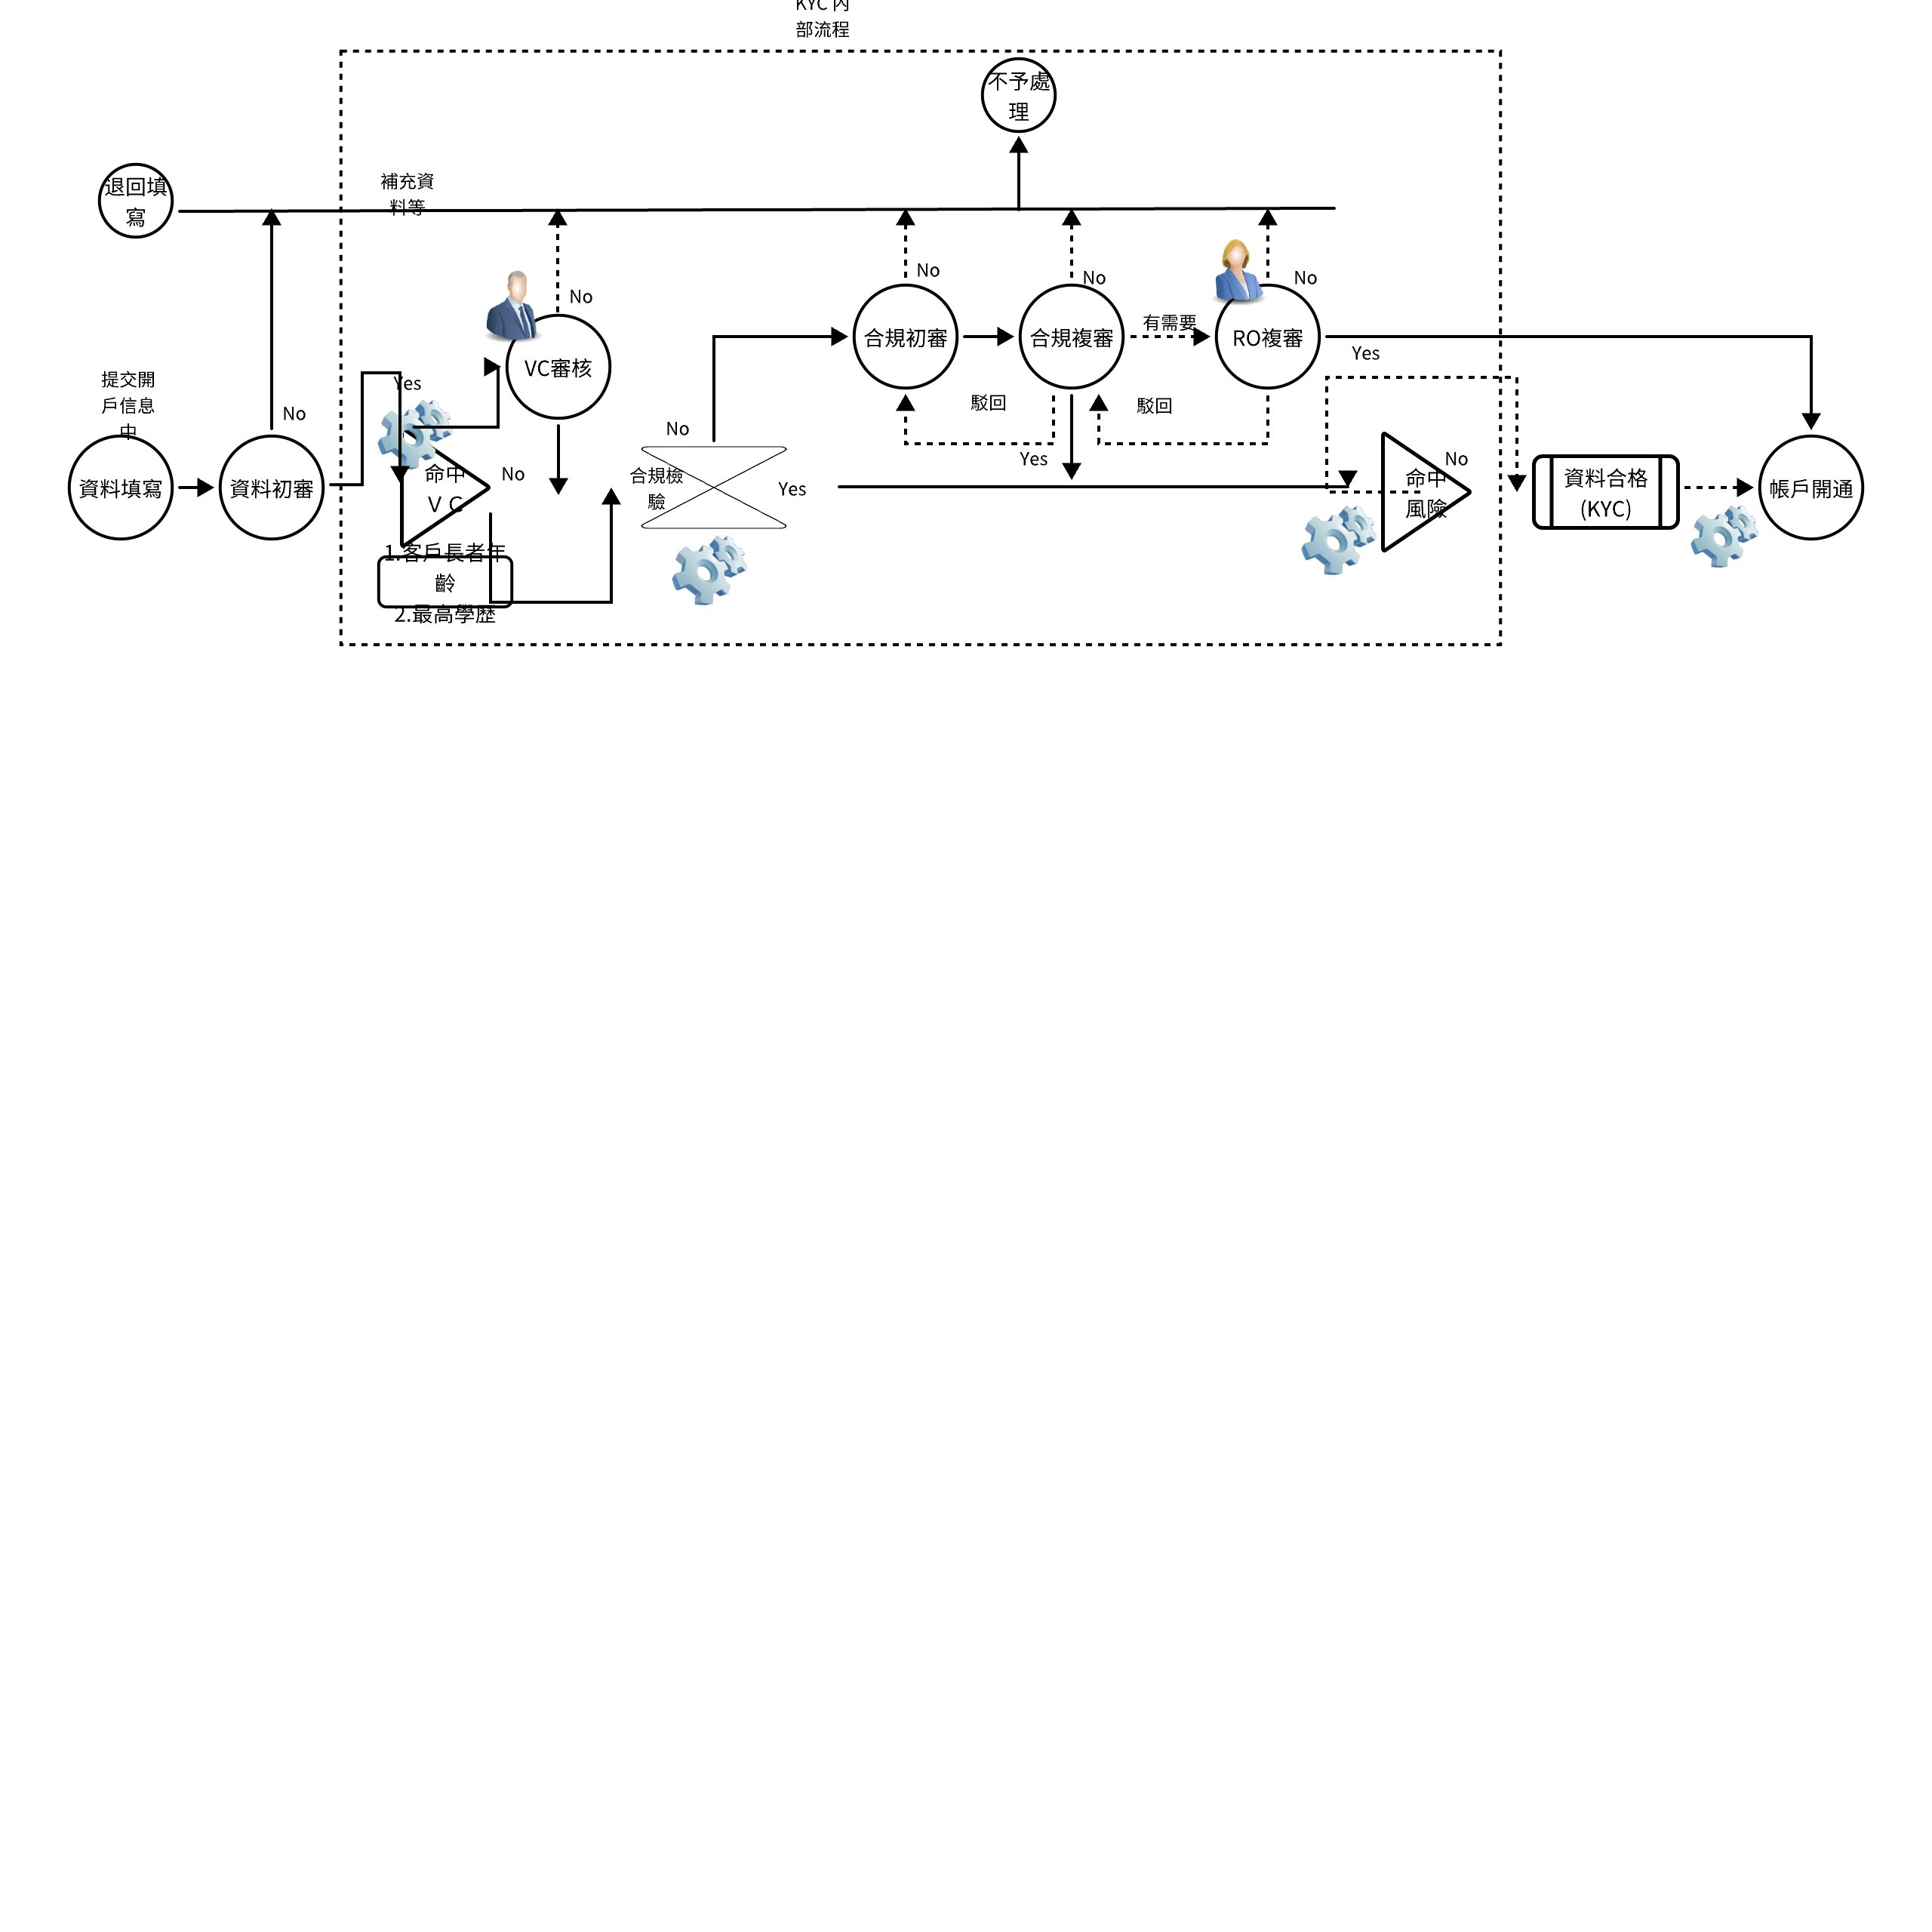 KYC 內
部流程
不予處
理
退回填
寫
補充資
料等
No
No
No
No
No
合規初審
合規複審
有需要
RO複審
Yes
VC審核
提交開
戶信息
中
Yes
駁回
駁回
No
No
Yes
No
資料填寫
資料初審
命中
V C
No
合規檢
驗
Yes
命中
風險
資料合格
(KYC)
帳戶開通
1.客戶長者年
齡
2.最高學歷